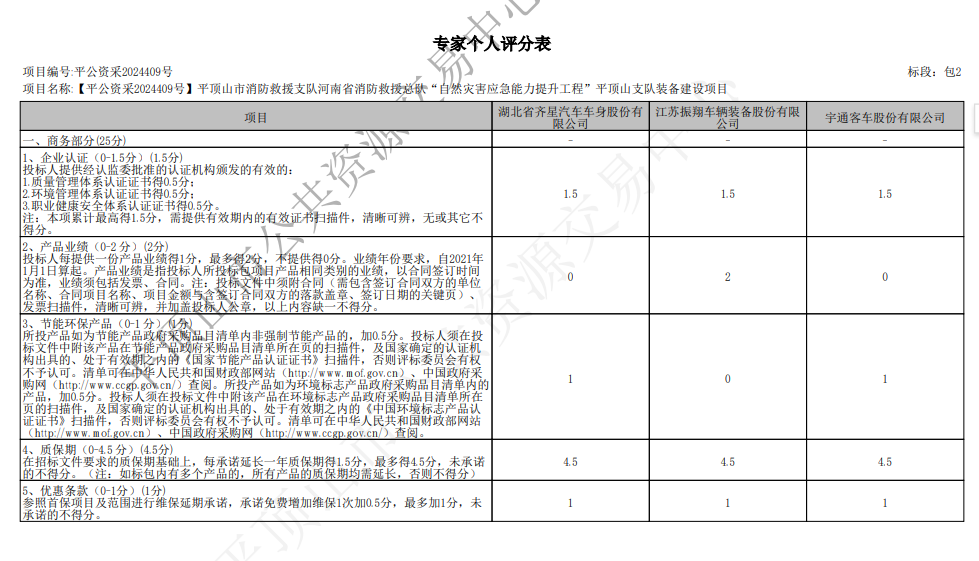 专家个人评分表
项目编号:平公资采2024409号 标段：包2
项目名称:【平公资采2024409号】平顶山市消防救援支队河南省消防救援总队“自然灾害应急能力提升工程”平顶山支队装备建设项目
项目 湖北省齐星汽车车身股份有限公司 江苏振翔车辆装备股份有限公司 宇通客车股份有限公司
一、商务部分(25分) - - -
1、企业认证（0-1.5分）(1.5分)
投标人提供经认监委批准的认证机构颁发的有效的：
1.质量管理体系认证证书得0.5分；
2.环境管理体系认证证书得0.5分； 1.5 1.5 1.5
3.职业健康安全体系认证证书得0.5分。
注：本项累计最高得1.5分，需提供有效期内的有效证书扫描件，清晰可辨，无或其它不
得分。
2、产品业绩（0-2 分）(2分)
投标人每提供一份产品业绩得1分，最多得2分，不提供得0分。业绩年份要求，自2021年
1月1日算起。产品业绩是指投标人所投标包项目产品相同类别的业绩，以合同签订时间
为准，业绩须包括发票、合同。注：投标文件中须附合同（需包含签订合同双方的单位 0 2 0
名称、合同项目名称、项目金额与含签订合同双方的落款盖章、签订日期的关键页）、
发票扫描件，清晰可辨，并加盖投标人公章，以上内容缺一不得分。
3、节能环保产品（0-1 分）(1分)
所投产品如为节能产品政府采购品目清单内非强制节能产品的，加0.5分。投标人须在投
标文件中附该产品在节能产品政府采购品目清单所在页的扫描件，及国家确定的认证机
构出具的、处于有效期之内的《国家节能产品认证证书》扫描件，否则评标委员会有权
不予认可。清单可在中华人民共和国财政部网站（http://www.mof.gov.cn）、中国政府采
购网（http://www.ccgp.gov.cn/）查阅。所投产品如为环境标志产品政府采购品目清单内的 1 0 1
产品，加0.5分。投标人须在投标文件中附该产品在环境标志产品政府采购品目清单所在
页的扫描件，及国家确定的认证机构出具的、处于有效期之内的《中国环境标志产品认
证证书》扫描件，否则评标委员会有权不予认可。清单可在中华人民共和国财政部网站
（http://www.mof.gov.cn）、中国政府采购网（http://www.ccgp.gov.cn/）查阅。
4、质保期（0-4.5 分）(4.5分)
在招标文件要求的质保期基础上，每承诺延长一年质保期得1.5分，最多得4.5分，未承诺 4.5 4.5 4.5
的不得分。（注：如标包内有多个产品的，所有产品的质保期均需延长，否则不得分）
5、优惠条款（0-1分）(1分)
参照首保项目及范围进行维保延期承诺，承诺免费增加维保1次加0.5分，最多加1分，未 1 1 1
承诺的不得分。